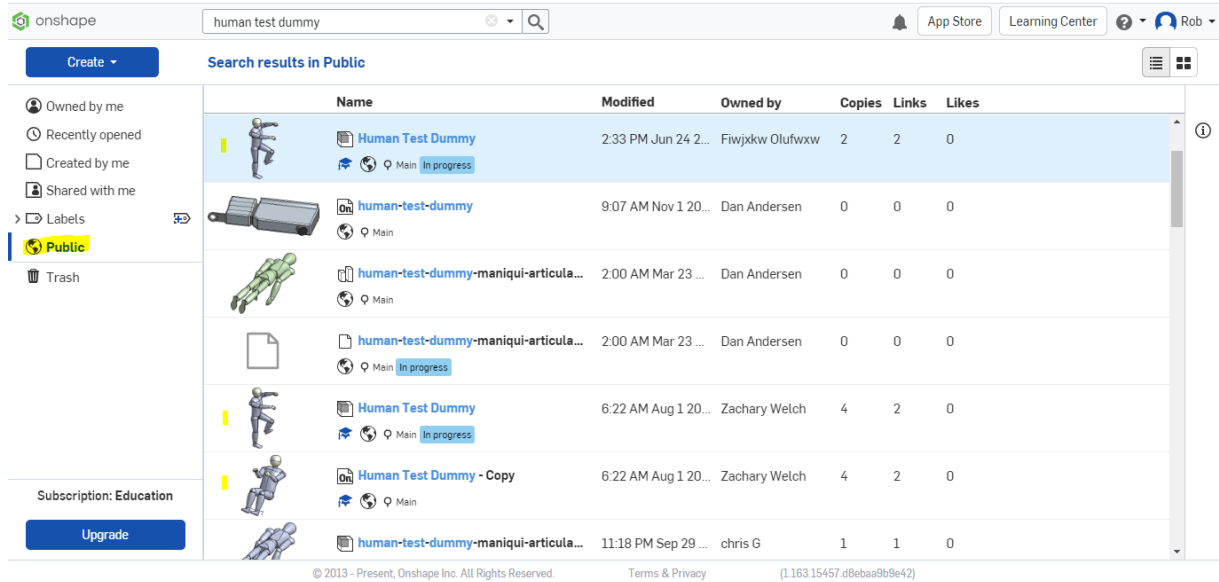 onshape
human test dummy
App Store
Learning Center
Rob
Create
Search results in Public
Owned by me
Recently opened
Created by me
Shared with me
Labels
Public
Trash
Name Modified Owned by Copies Links Likes
Human Test Dummy 2:33 PM Jun 24 2... Fiwjxkw Olufwxw 2 2 0
Main In progress
human-test-dummy 9:07 AM Nov 1 20... Dan Andersen 0 0 0
Main
human-test-dummy-maniqui-articula... 2:00 AM Mar 23 ... Dan Andersen 0 0 0
Main
human-test-dummy-maniqui-articula... 2:00 AM Mar 23 ... Dan Andersen 0 0 0
Main In progress
Human Test Dummy 6:22 AM Aug 1 20... Zachary Welch 4 2 0
Main In progress
On Human Test Dummy - Copy 6:22 AM Aug 1 20... Zachary Welch 4 2 0
Main
human-test-dummy-maniqui-articula... 11:18 PM Sep 29 ... chris G 1 1 0
Subscription: Education
Upgrade
© 2013 - Present, Onshape Inc. All Rights Reserved. Terms & Privacy (1.163.15457.d8ebaa9b9e42)